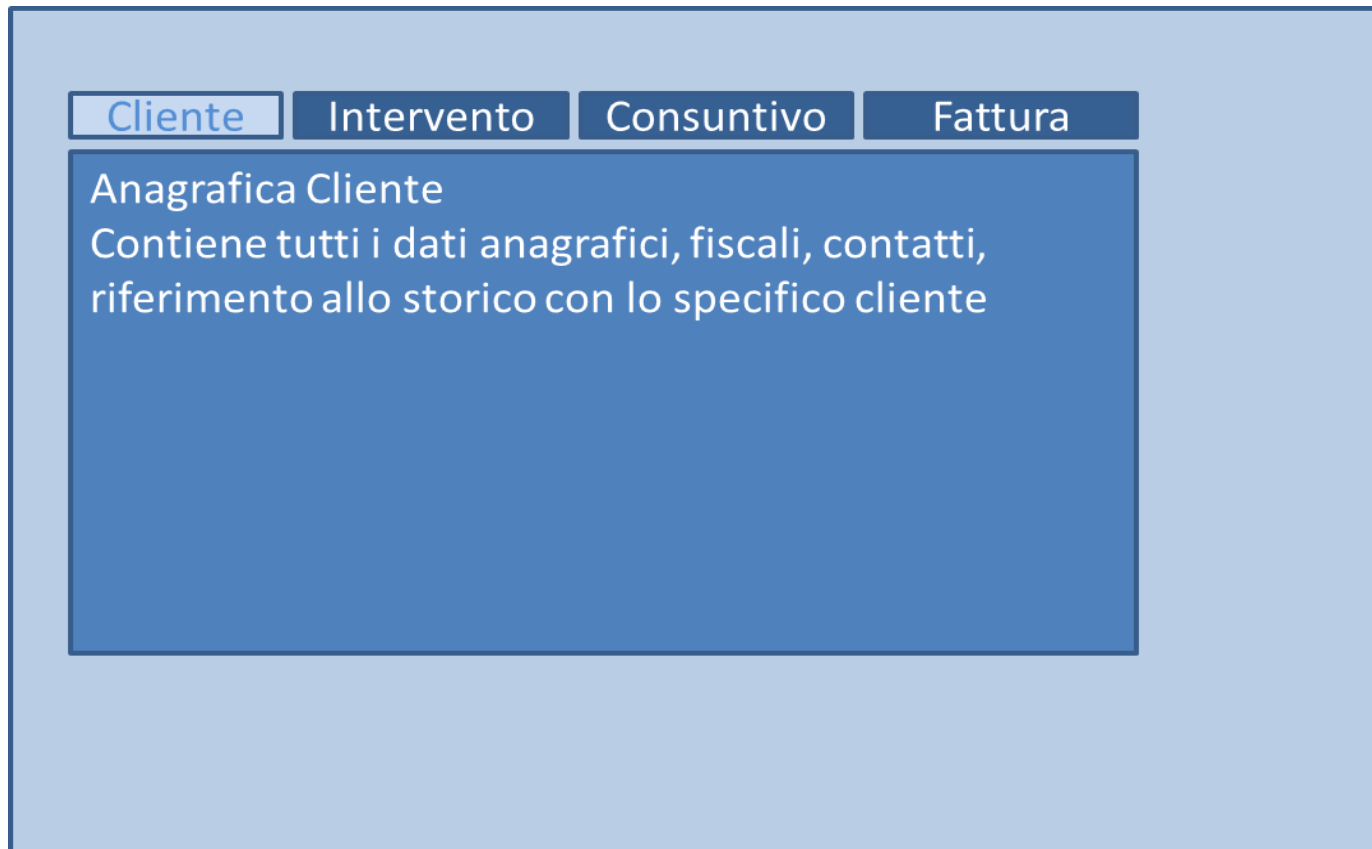 Cliente Intervento Consuntivo Fattura
Anagrafica Cliente
Contiene tutti i dati anagrafici, fiscali, contatti,
riferimento allo storico con lo specifico cliente